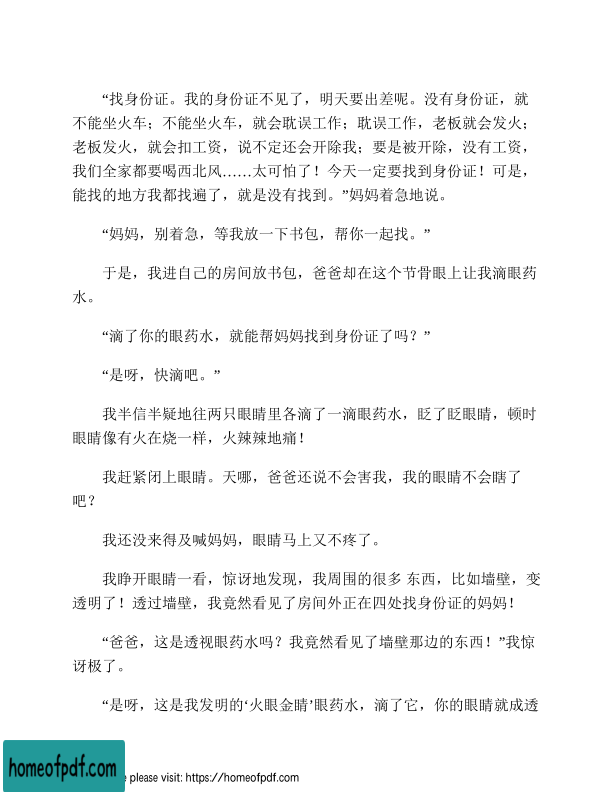 “找身份证。我的身份证不见了，明天要出差呢。没有身份证，就
不能坐火车；不能坐火车，就会耽误工作；耽误工作，老板就会发火；
老板发火，就会扣工资，说不定还会开除我；要是被开除，没有工资，
我们全家都要喝西北风……太可怕了！今天一定要找到身份证！可是，
能找的地方我都找遍了，就是没有找到。”妈妈着急地说。
“妈妈，别着急，等我放一下书包，帮你一起找。”
于是，我进自己的房间放书包，爸爸却在这个节骨眼上让我滴眼药
水。
“滴了你的眼药水，就能帮妈妈找到身份证了吗？”
“是呀，快滴吧。”
我半信半疑地往两只眼睛里各滴了一滴眼药水，眨了眨眼睛，顿时
眼睛像有火在烧一样，火辣辣地痛！
我赶紧闭上眼睛。天哪，爸爸还说不会害我，我的眼睛不会瞎了
吧？
我还没来得及喊妈妈，眼睛马上又不疼了。
我睁开眼睛一看，惊讶地发现，我周围的很多 东西，比如墙壁，变
透明了！透过墙壁，我竟然看见了房间外正在四处找身份证的妈妈！
“爸爸，这是透视眼药水吗？我竟然看见了墙壁那边的东西！”我惊
讶极了。
“是呀，这是我发明的‘火眼金睛’眼药水，滴了它，你的眼睛就成透
homeofpdf.com
please visit: https://homeofpdf.com